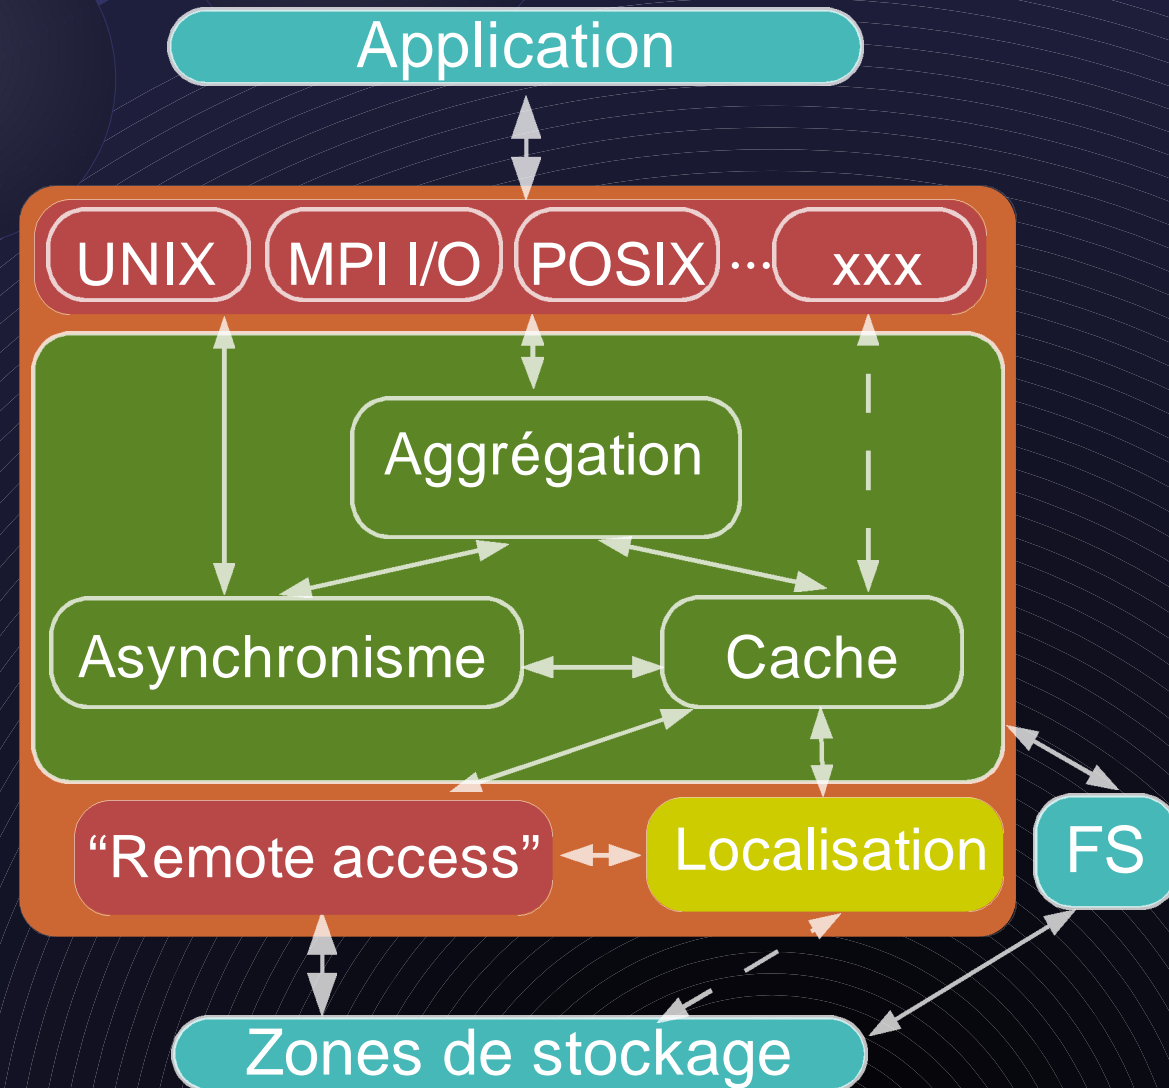 Application
UNIX MPI I/O POSIX ... xxx
Aggrégation
Asynchronisme Cache
“Remote access” Localisation FS
Zones de stockage